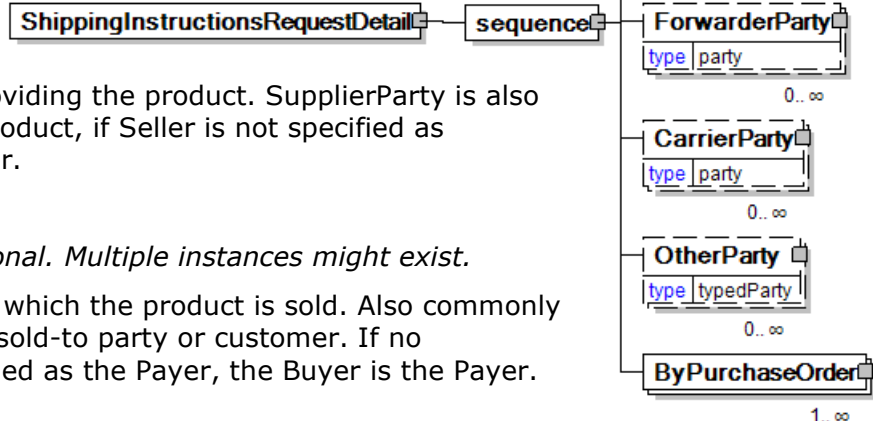 ShippingInstructionsRequestDetail
sequence
ForwarderParty
type party
0.. ∞
oviding the product. SupplierParty is also
oduct, if Seller is not specified as
r.
CarrierParty
type party
0.. ∞
onal. Multiple instances might exist.
which the product is sold. Also commonly
sold-to party or customer. If no
ed as the Payer, the Buyer is the Payer.
OtherParty
type typedParty
0.. ∞
ByPurchaseOrder
1.. ∞